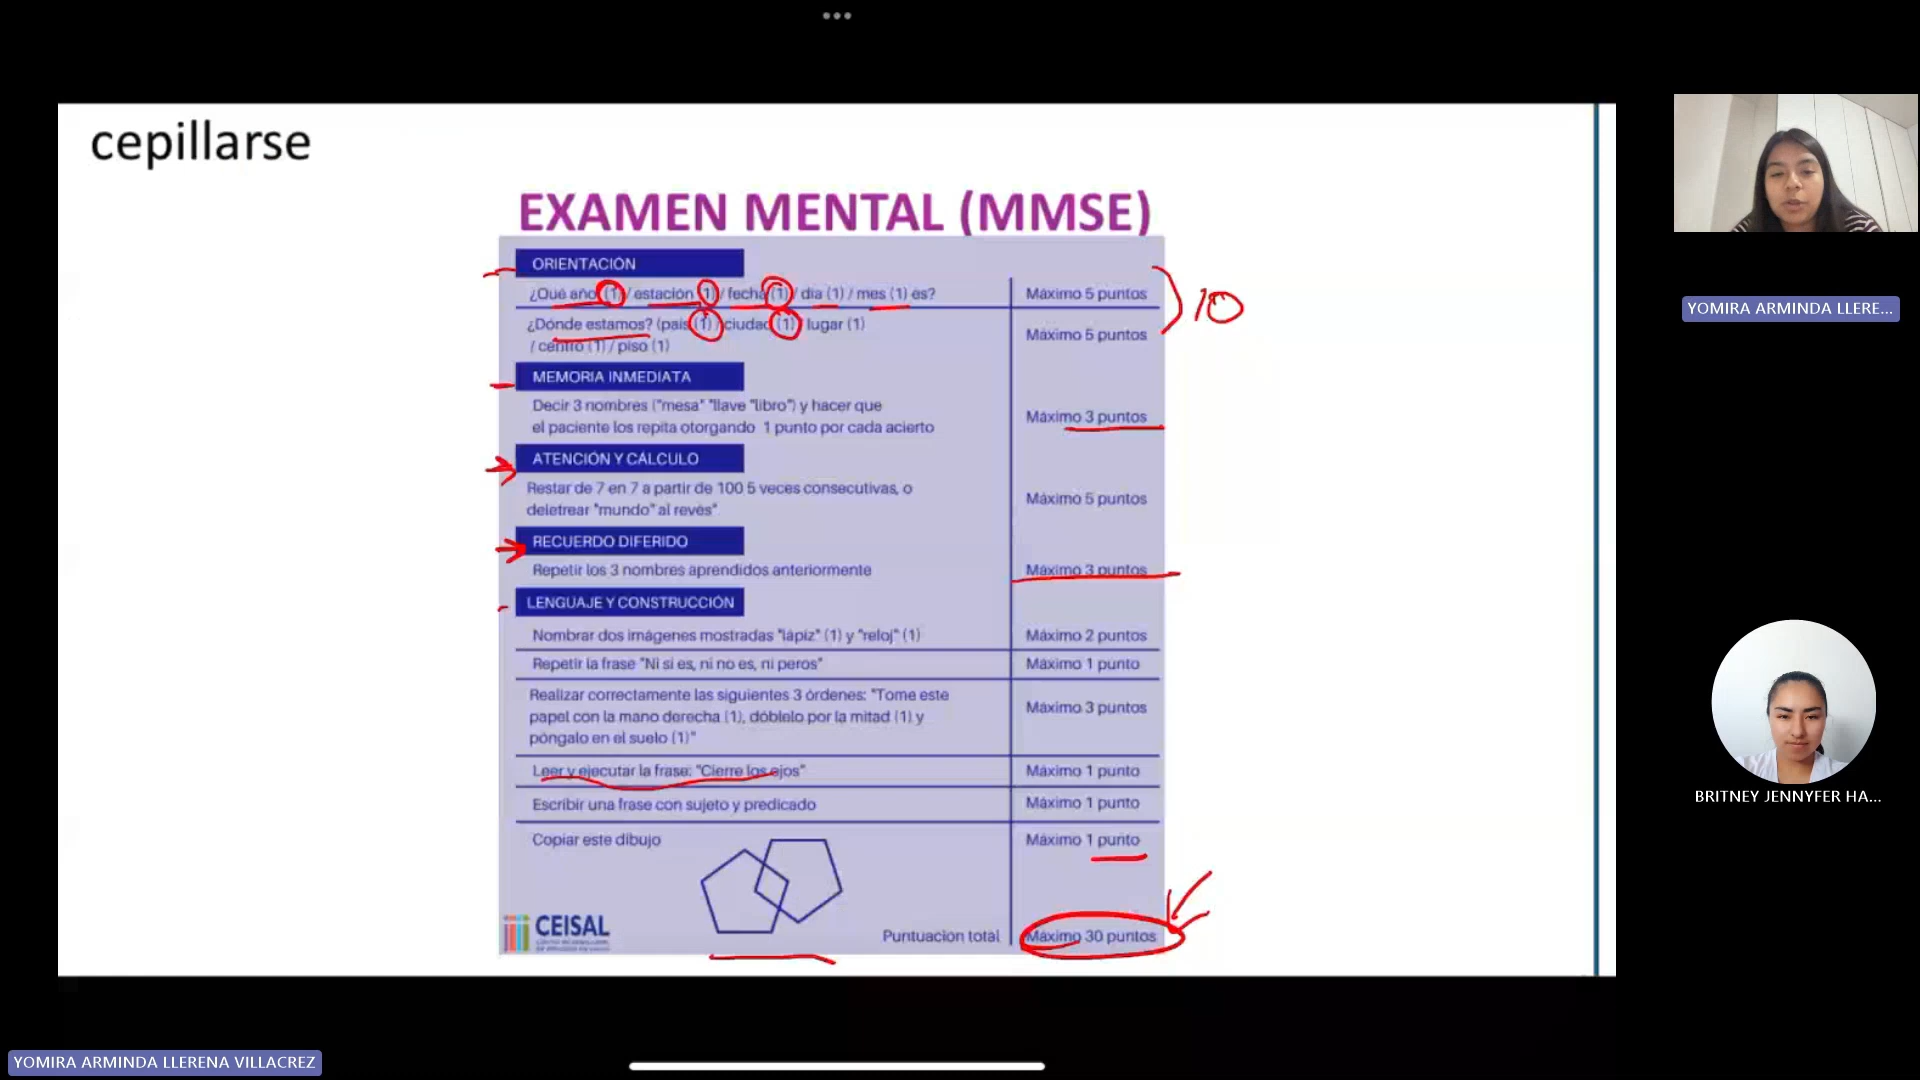 cepillarse
EXAMEN MENTAL (MMSE)
ORIENTACIÓN
¿Qué año (1) / estación (1) / fecha (1) / día (1) / mes (1) es?
Máximo 5 puntos
10
¿Dónde estamos? (país (1) / ciudad (1) / lugar (1)
/ centro (1) / piso (1)
Máximo 5 puntos
MEMORIA INMEDIATA
Decir 3 nombres ("mesa" "llave "libro") y hacer que
el paciente los repita otorgando 1 punto por cada acierto
Máximo 3 puntos
ATENCIÓN Y CÁLCULO
Restar de 7 en 7 a partir de 100 5 veces consecutivas, o
deletrear "mundo" al revés"
Máximo 5 puntos
RECUERDO DIFERIDO
Repetir los 3 nombres aprendidos anteriormente
Máximo 3 puntos
LENGUAJE Y CONSTRUCCIÓN
Nombrar dos imágenes mostradas "lápiz" (1) y "reloj" (1)
Máximo 2 puntos
Repetir la frase "Ni sí es, ni no es, ni peros"
Máximo 1 punto
Realizar correctamente las siguientes 3 órdenes: "Tome este
papel con la mano derecha (1), dóblelo por la mitad (1) y
póngalo en el suelo (1)"
Máximo 3 puntos
Leer y ejecutar la frase: "Cierre los ojos"
Máximo 1 punto
Escribir una frase con sujeto y predicado
Máximo 1 punto
Copiar este dibujo
Máximo 1 punto
CEISAL
Puntuación total
Máximo 30 puntos
YOMIRA ARMINDA LLERE...
BRITNEY JENNYFER HA...
YOMIRA ARMINDA LLERENA VILLACREZ